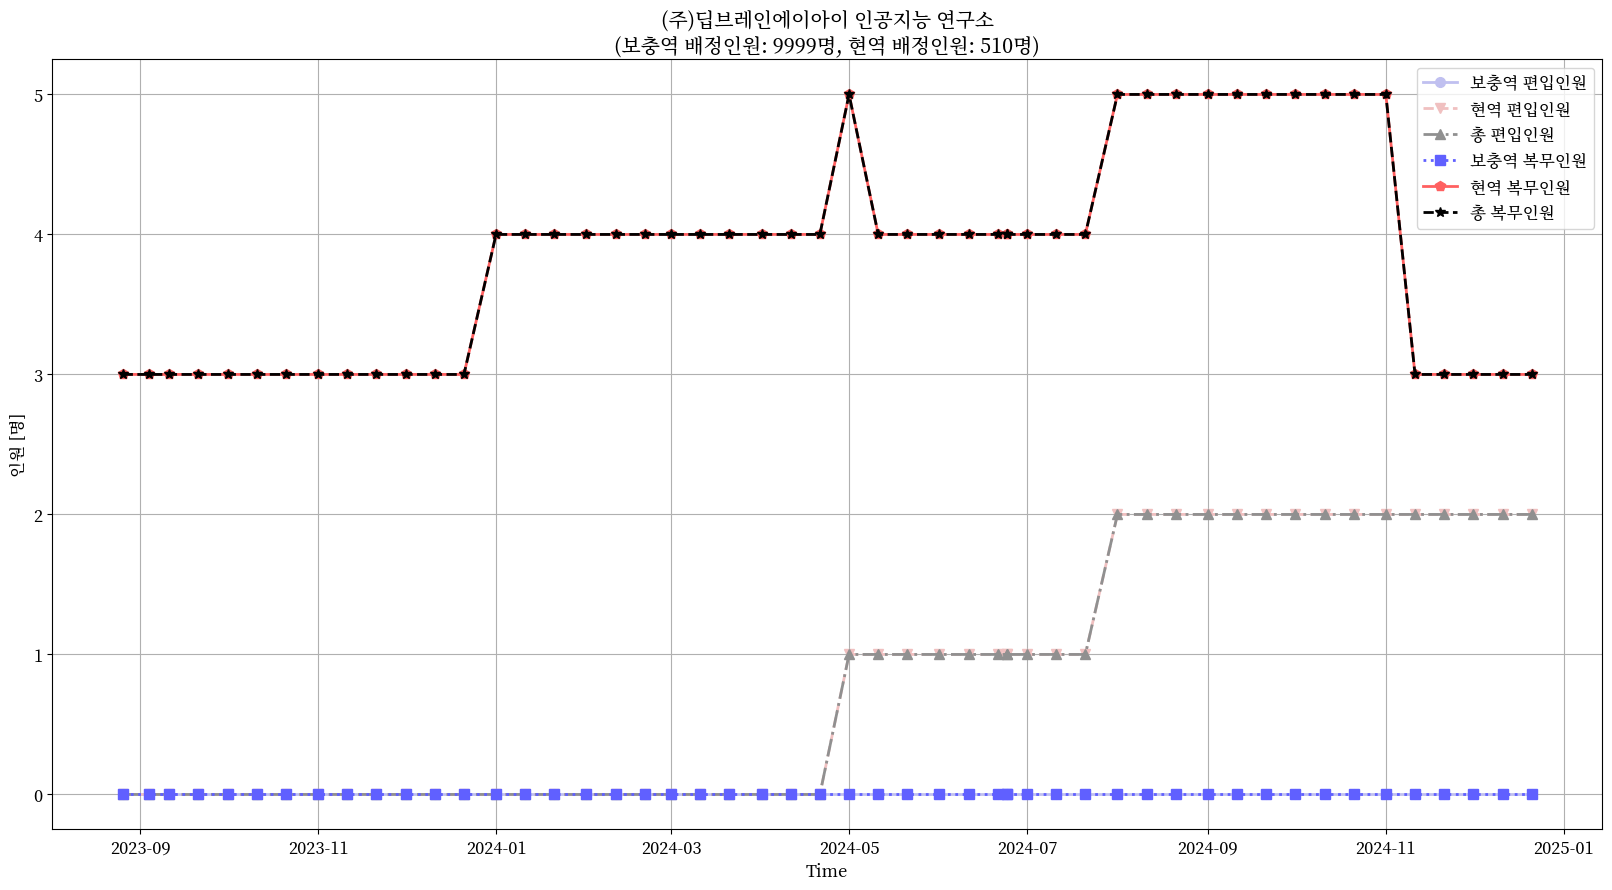 (주)딥브레인에이아이 인공지능 연구소
(보충역 배정인원: 9999명, 현역 배정인원: 510명)
보충역 편입인원
현역 편입인원
총 편입인원
보충역 복무인원
현역 복무인원
총 복무인원
인원 [명]
5
4
3
2
1
0
2023-09
2023-11
2024-01
2024-03
2024-05
2024-07
2024-09
2024-11
2025-01
Time